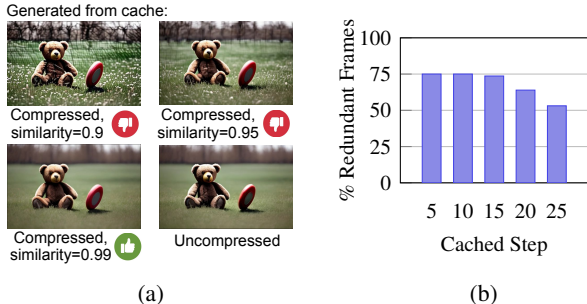 Generated from cache:
Compressed,
similarity=0.9
Compressed,
similarity=0.95
Compressed,
similarity=0.99
Uncompressed
(a)
% Redundant Frames
100
75
50
25
0
5 10 15 20 25
Cached Step
(b)